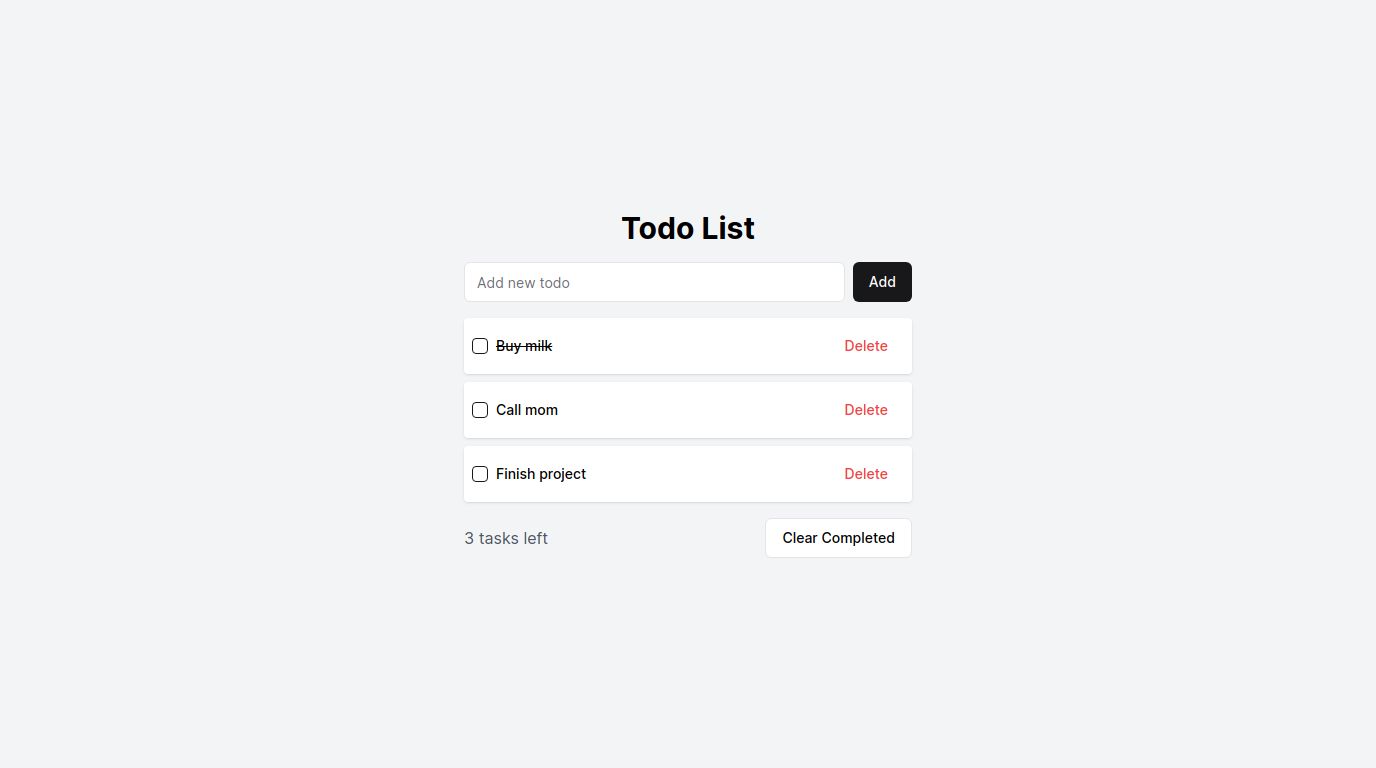 Todo List
Add new todo Add
Buy milk Delete
Call mom Delete
Finish project Delete
3 tasks left Clear Completed